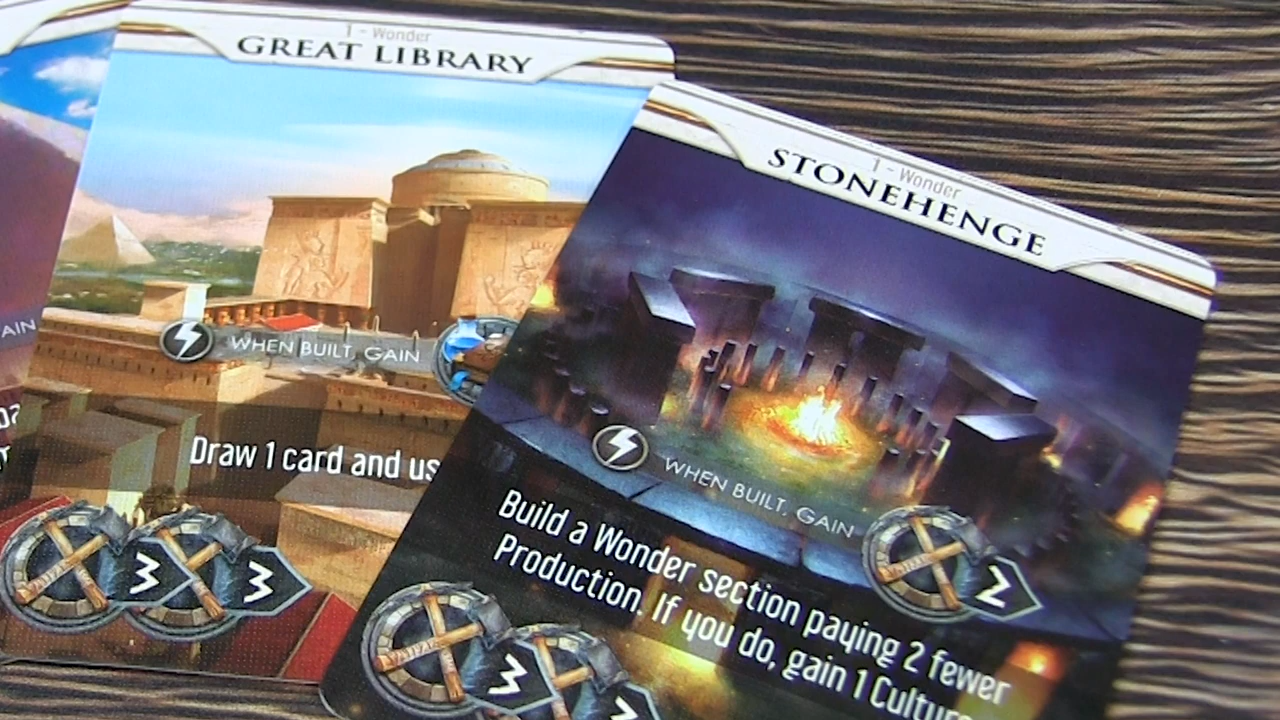 1 - Wonder
GREAT LIBRARY
WHEN BUILT, GAIN
Draw 1 card and us
3 3
AIN
1 - Wonder
STONEHENGE
WHEN BUILT, GAIN
2
Build a Wonder section paying 2 fewer
Production. If you do, gain 1 Culture
3